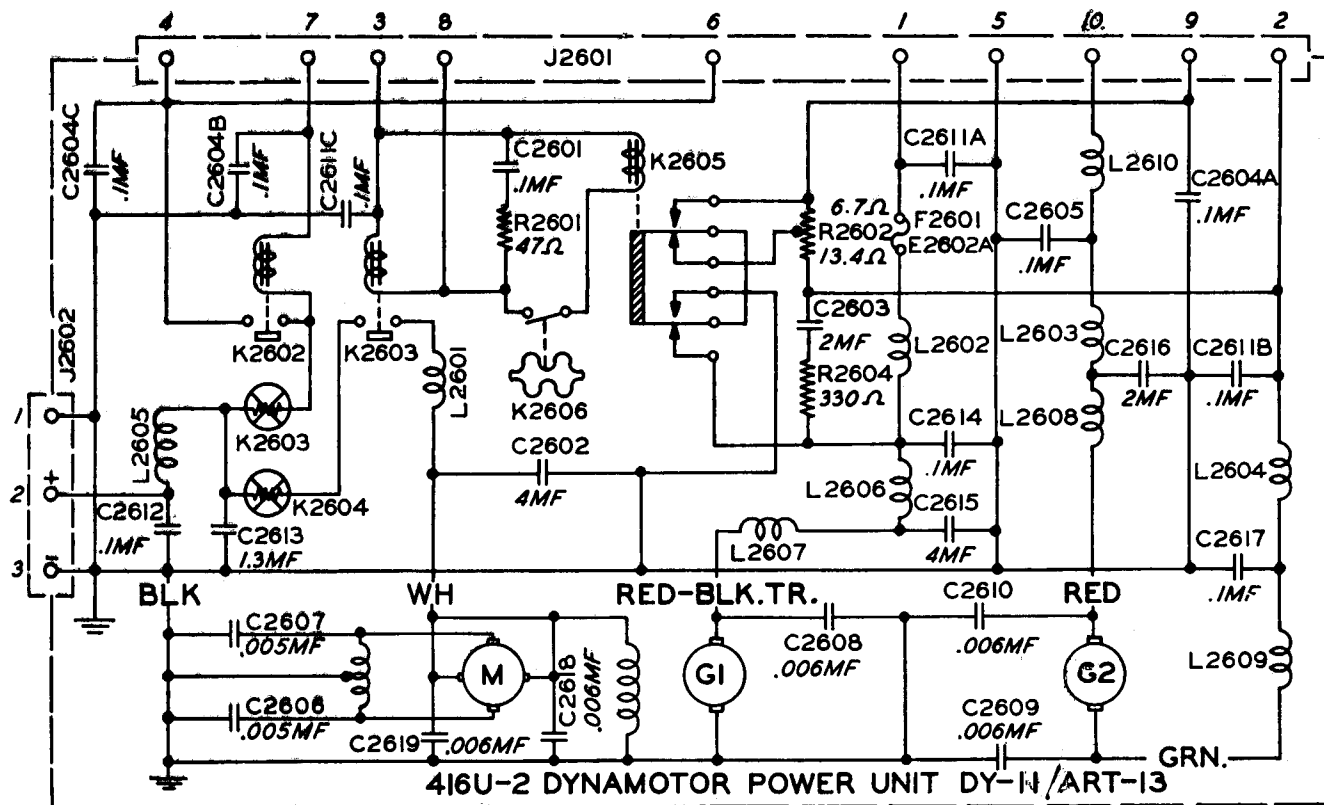 4 7 3 8 6 1 5 10. 9 2
J2601
C2604C
.1MF
C2604B
.1MF
C2611C
.1MF
C2601
.1MF
K2605
C2611A
.1MF
L2610
C2604A
.1MF
R2601
47Ω
6.7Ω
R2602
13.4Ω
F2601
E2602A
C2605
.1MF
J2602
K2602
K2603
L2601
K2606
C2603
2MF
R2604
330Ω
L2602
L2603
C2616
2MF
C2611B
.1MF
1
L2605
K2603
C2602
4MF
C2614
.1MF
L2608
L2604
2
+
K2604
L2606
C2612
.1MF
C2613
1.3MF
L2607
C2615
4MF
C2617
.1MF
3
-
BLK
WH
RED-BLK.TR.
RED
C2607
.005MF
C2610
.006MF
C2608
.006MF
M
C2618
.006MF
G1
G2
L2609
C2606
.005MF
C2619
.006MF
C2609
.006MF
GRN.
416U-2 DYNAMOTOR POWER UNIT DY-11/ART-13